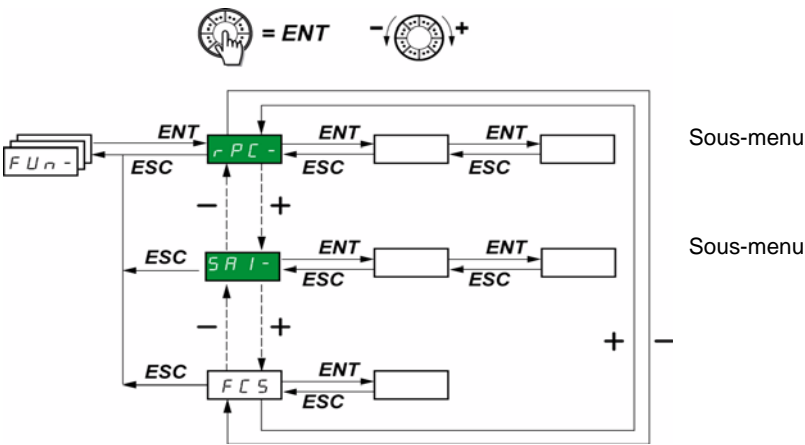 = ENT - +
ENT rPC- ENT ENT Sous-menu
FUn- ESC ESC ESC
- +
ESC SAI- ENT ENT Sous-menu
ESC ESC
- + + -
ESC FCS ENT
ESC